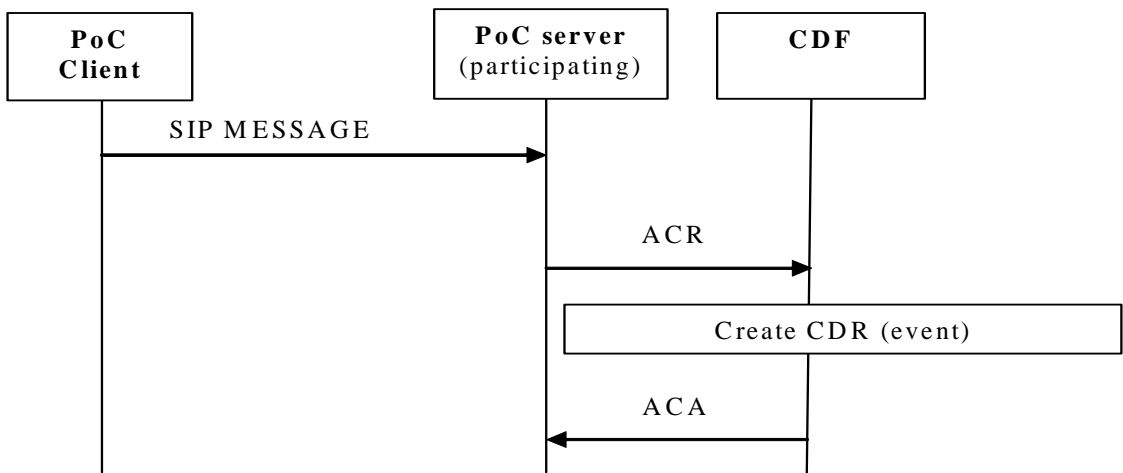 PoC
Client
PoC server
(participating)
CDF
SIP MESSAGE
ACR
Create CDR (event)
ACA